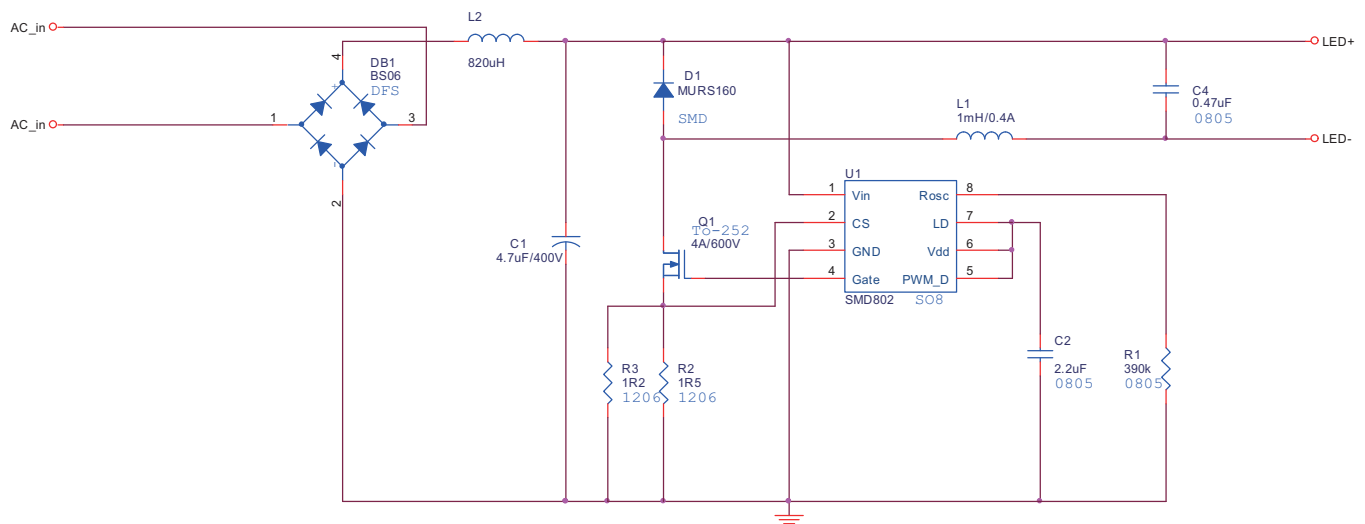 AC_in
L2
820uH
LED+
4
DB1
BS06
DFS
+
-
1
3
2
AC_in
D1
MURS160
SMD
L1
1mH/0.4A
C4
0.47uF
0805
LED-
U1
1
Vin
Rosc
8
2
CS
LD
7
3
GND
Vdd
6
4
Gate
PWM_D
5
SMD802
SO8
Q1
To-252
4A/600V
C1
4.7uF/400V
R3
1R2
1206
R2
1R5
1206
C2
2.2uF
0805
R1
390k
0805